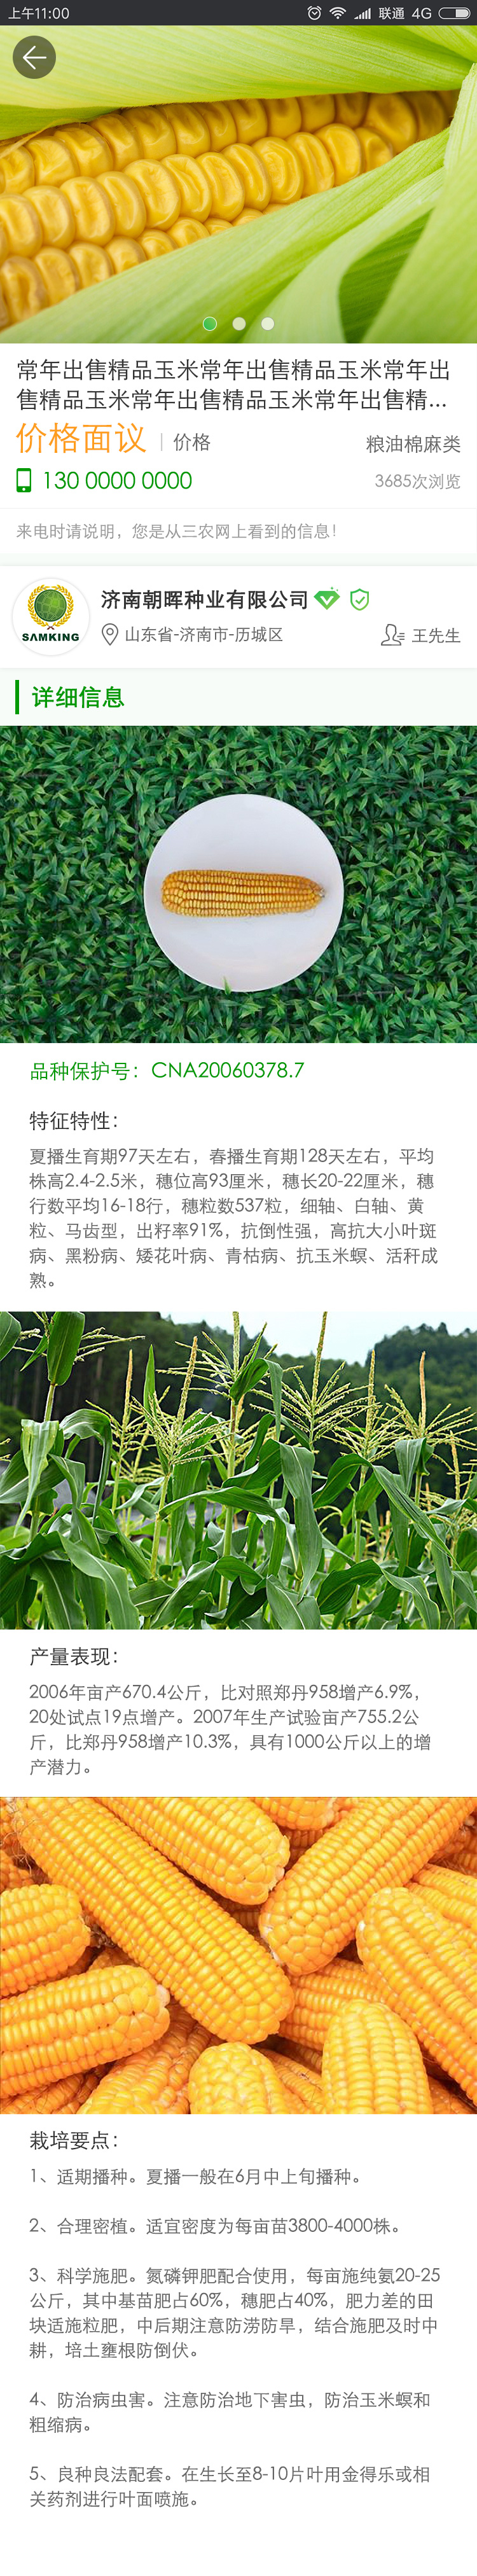 上午11:00 联通 4G
常年出售精品玉米常年出售精品玉米常年出
售精品玉米常年出售精品玉米常年出售精...
价格面议 价格 粮油棉麻类
130 0000 0000 3685次浏览
来电时请说明，您是从三农网上看到的信息！
SAMKING
济南朝晖种业有限公司
山东省-济南市-历城区 王先生
详细信息
品种保护号：CNA20060378.7
特征特性：
夏播生育期97天左右，春播生育期128天左右，平均
株高2.4-2.5米，穗位高93厘米，穗长20-22厘米，穗
行数平均16-18行，穗粒数537粒，细轴、白轴、黄
粒、马齿型，出籽率91%，抗倒性强，高抗大小叶斑
病、黑粉病、矮花叶病、青枯病、抗玉米螟、活秆成
熟。
产量表现：
2006年亩产670.4公斤，比对照郑丹958增产6.9%，
20处试点19点增产。2007年生产试验亩产755.2公
斤，比郑丹958增产10.3%，具有1000公斤以上的增
产潜力。
栽培要点：
1、适期播种。夏播一般在6月中上旬播种。
2、合理密植。适宜密度为每亩苗3800-4000株。
3、科学施肥。氮磷钾肥配合使用，每亩施纯氨20-25
公斤，其中基苗肥占60%，穗肥占40%，肥力差的田
块适施粒肥，中后期注意防涝防旱，结合施肥及时中
耕，培土壅根防倒伏。
4、防治病虫害。注意防治地下害虫，防治玉米螟和
粗缩病。
5、良种良法配套。在生长至8-10片叶用金得乐或相
关药剂进行叶面喷施。